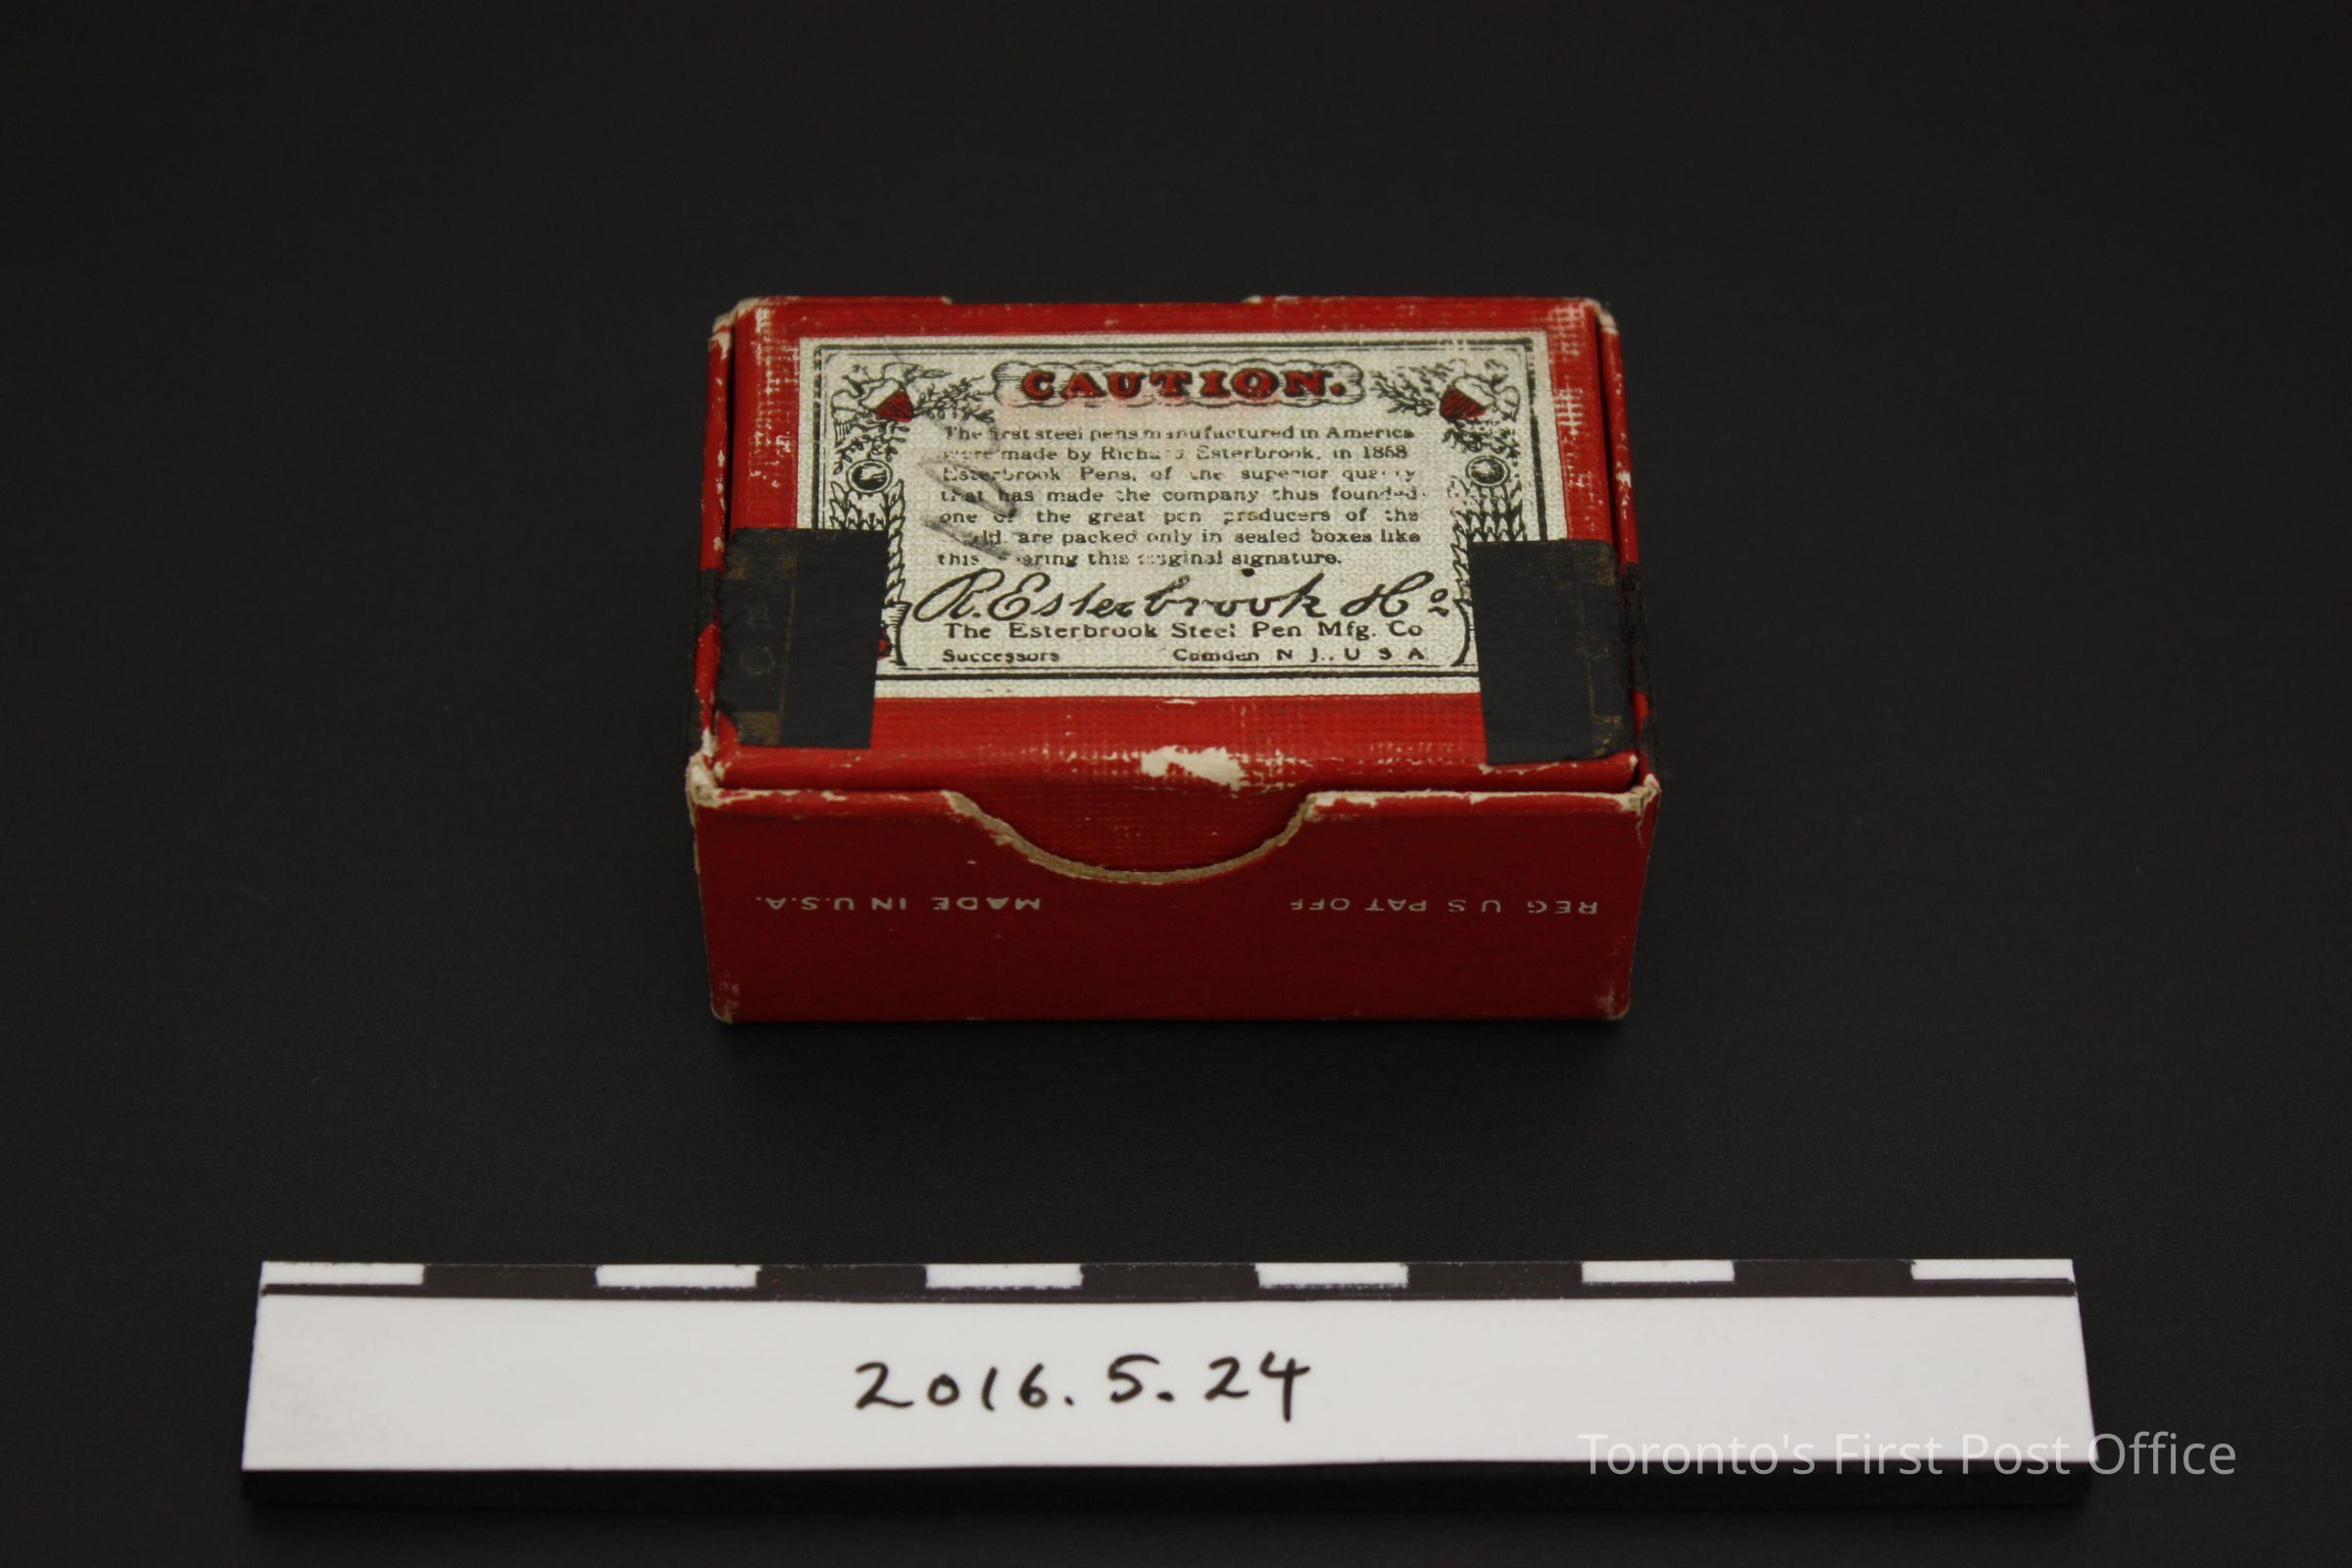 CAUTION.
The first steel pens manufactured in America
were made by Richard Esterbrook, in 1858
Esterbrook Pens, of the superior quality
that has made the company thus founded
one of the great pen producers of the
are packed only in sealed boxes like
this this original signature.
R. Esterbrook & Co
The Esterbrook Steel Pen Mfg. Co
Successors Camden N J., U S A
MADE IN U.S.A. REG U S PAT OFF
2016.5.24
Toronto's First Post Office